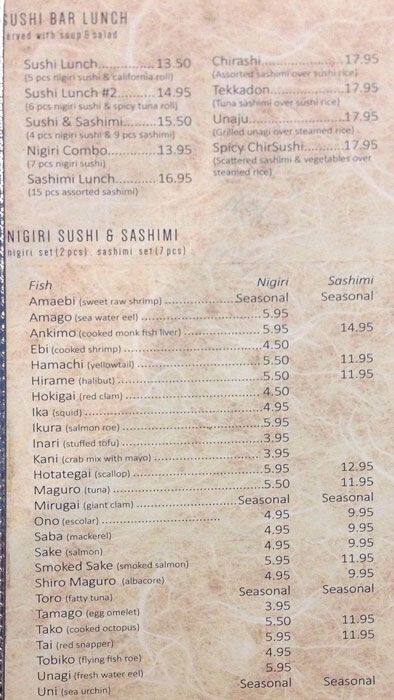 SUSHI BAR LUNCH
erved with soup & salad
Sushi Lunch............13.50
(5 pcs nigiri sushi & california roll)
Sushi Lunch #2.........14.95
(6 pcs nigiri sushi & spicy tuna roll)
Sushi & Sashimi........15.50
(4 pcs nigiri sushi & 9 pcs sashimi)
Nigiri Combo...........13.95
(7 pcs nigiri sushi)
Sashimi Lunch..........16.95
(15 pcs assorted sashimi)
Chirashi...............17.95
(Assorted sashimi over sushi rice)
Tekkadon...............17.95
(Tuna sashimi over sushi rice)
Unaju..................17.95
(Grilled unagi over steamed rice)
Spicy ChirSushi........17.95
(Scattered sashimi & vegetables over
steamed rice)
NIGIRI SUSHI & SASHIMI
nigiri set (2 pcs) . sashimi set (7 pcs)
Fish Nigiri Sashimi
Amaebi (sweet raw shrimp) ............... Seasonal Seasonal
Amago (sea water eel) ............... 5.95
Ankimo (cooked monk fish liver) ............... 5.95 14.95
Ebi (cooked shrimp) ............... 4.50
Hamachi (yellowtail) ............... 5.50 11.95
Hirame (halibut) ............... 5.50 11.95
Hokigai (red clam) ............... 4.50
Ika (squid) ............... 4.95
Ikura (salmon roe) ............... 5.95
Inari (stuffed tofu) ............... 3.95
Kani (crab mix with mayo) ............... 3.95
Hotategai (scallop) ............... 5.95 12.95
Maguro (tuna) ............... 5.50 11.95
Mirugai (giant clam) ............... Seasonal Seasonal
Ono (escolar) ............... 4.95 9.95
Saba (mackerel) 4.95 9.95
Sake (salmon) 4.95 9.95
Smoked Sake (smoked salmon) 5.95 11.95
Shiro Maguro (albacore) 4.95 9.95
Toro (fatty tuna) Seasonal Seasonal
Tamago (egg omelet) 3.95
Tako (cooked octopus) 5.50 11.95
Tai (red snapper) 5.95 11.95
Tobiko (flying fish roe) 4.95
Unagi (fresh water eel) 5.95
Uni (sea urchin) Seasonal Seasonal